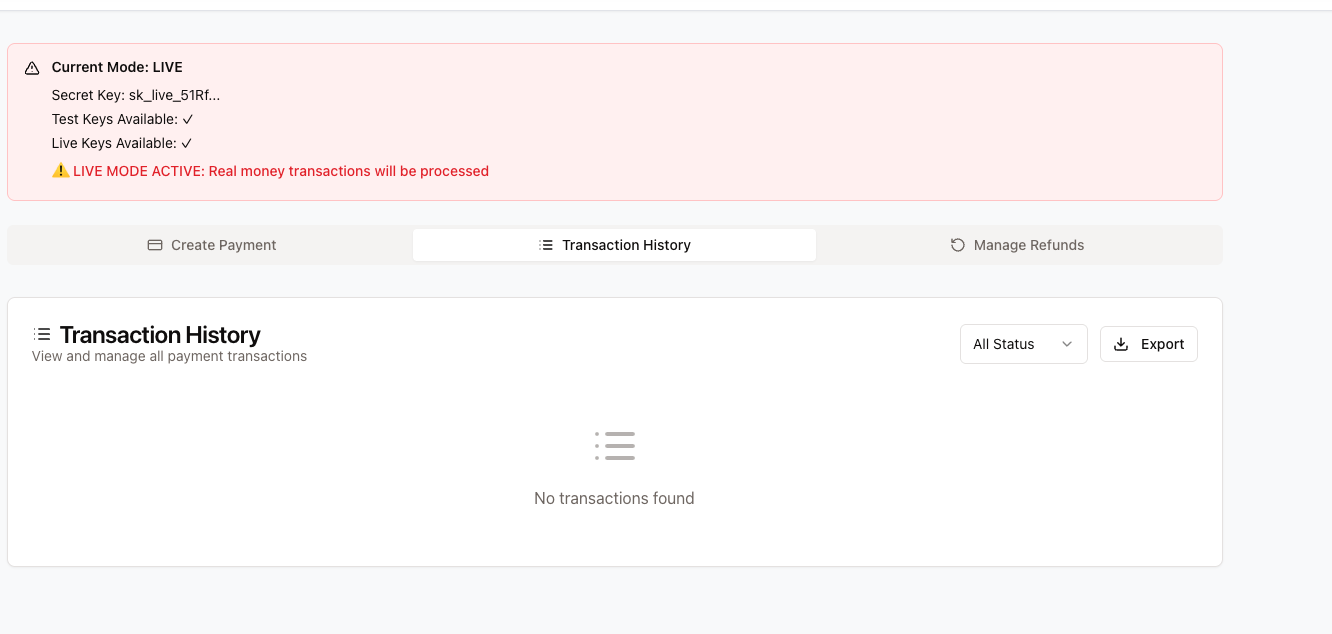 Current Mode: LIVE
Secret Key: sk_live_51Rf...
Test Keys Available: ✓
Live Keys Available: ✓
⚠️ LIVE MODE ACTIVE: Real money transactions will be processed
Create Payment
Transaction History
Manage Refunds
Transaction History
View and manage all payment transactions
All Status
Export
No transactions found